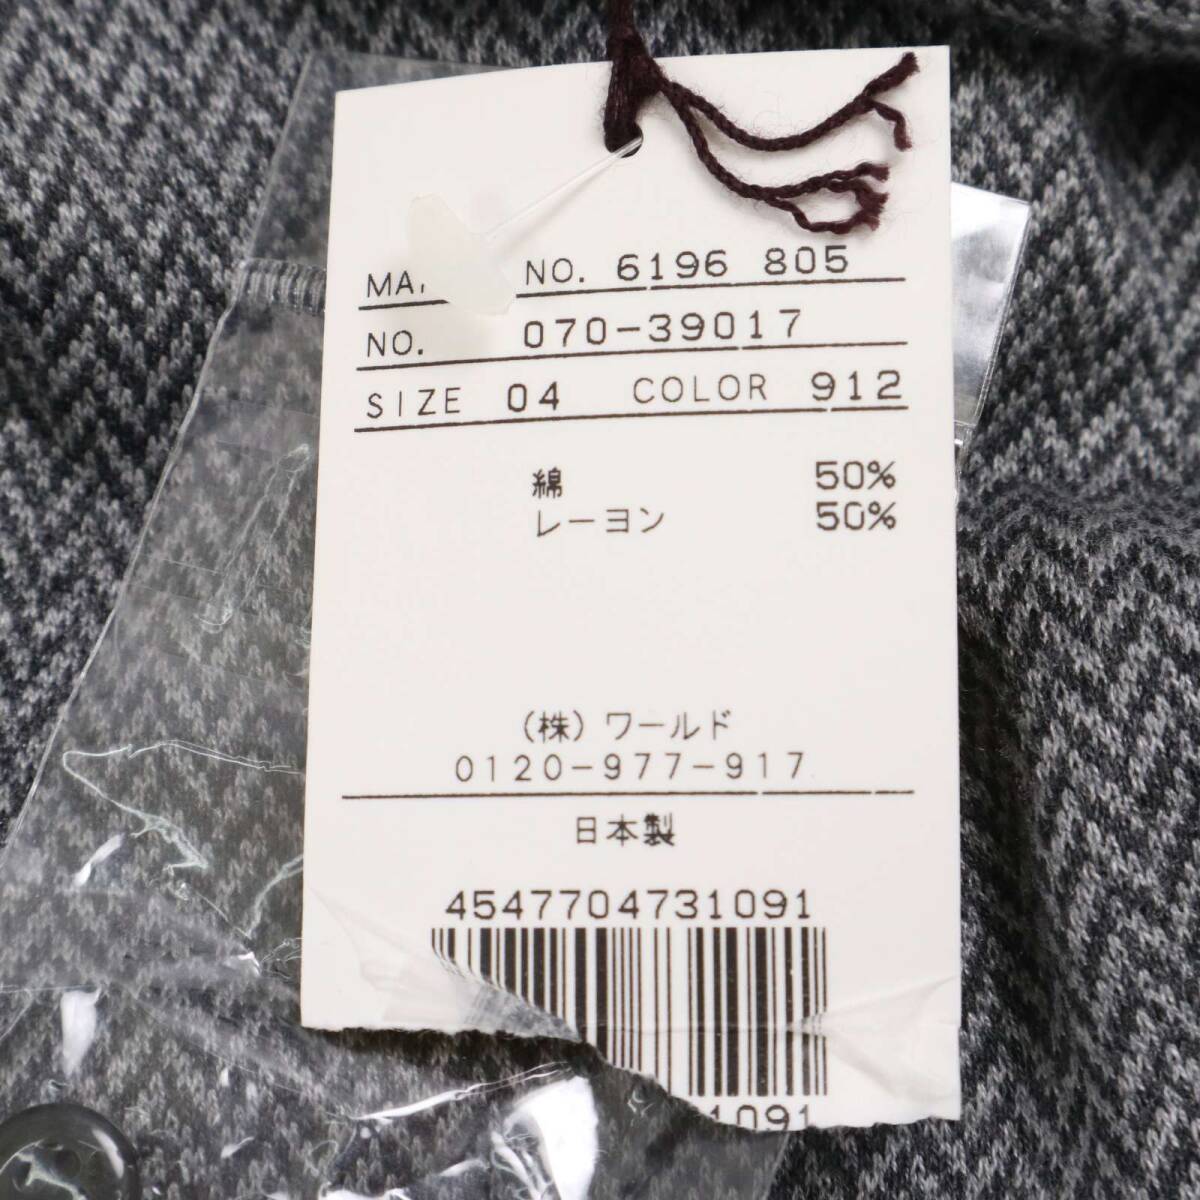 NO. 6196 805
NO. 070-39017
SIZE 04 COLOR 912
綿 50%
レーヨン 50%
(株)ワールド
0120-977-917
日本製
4547704731091
1091